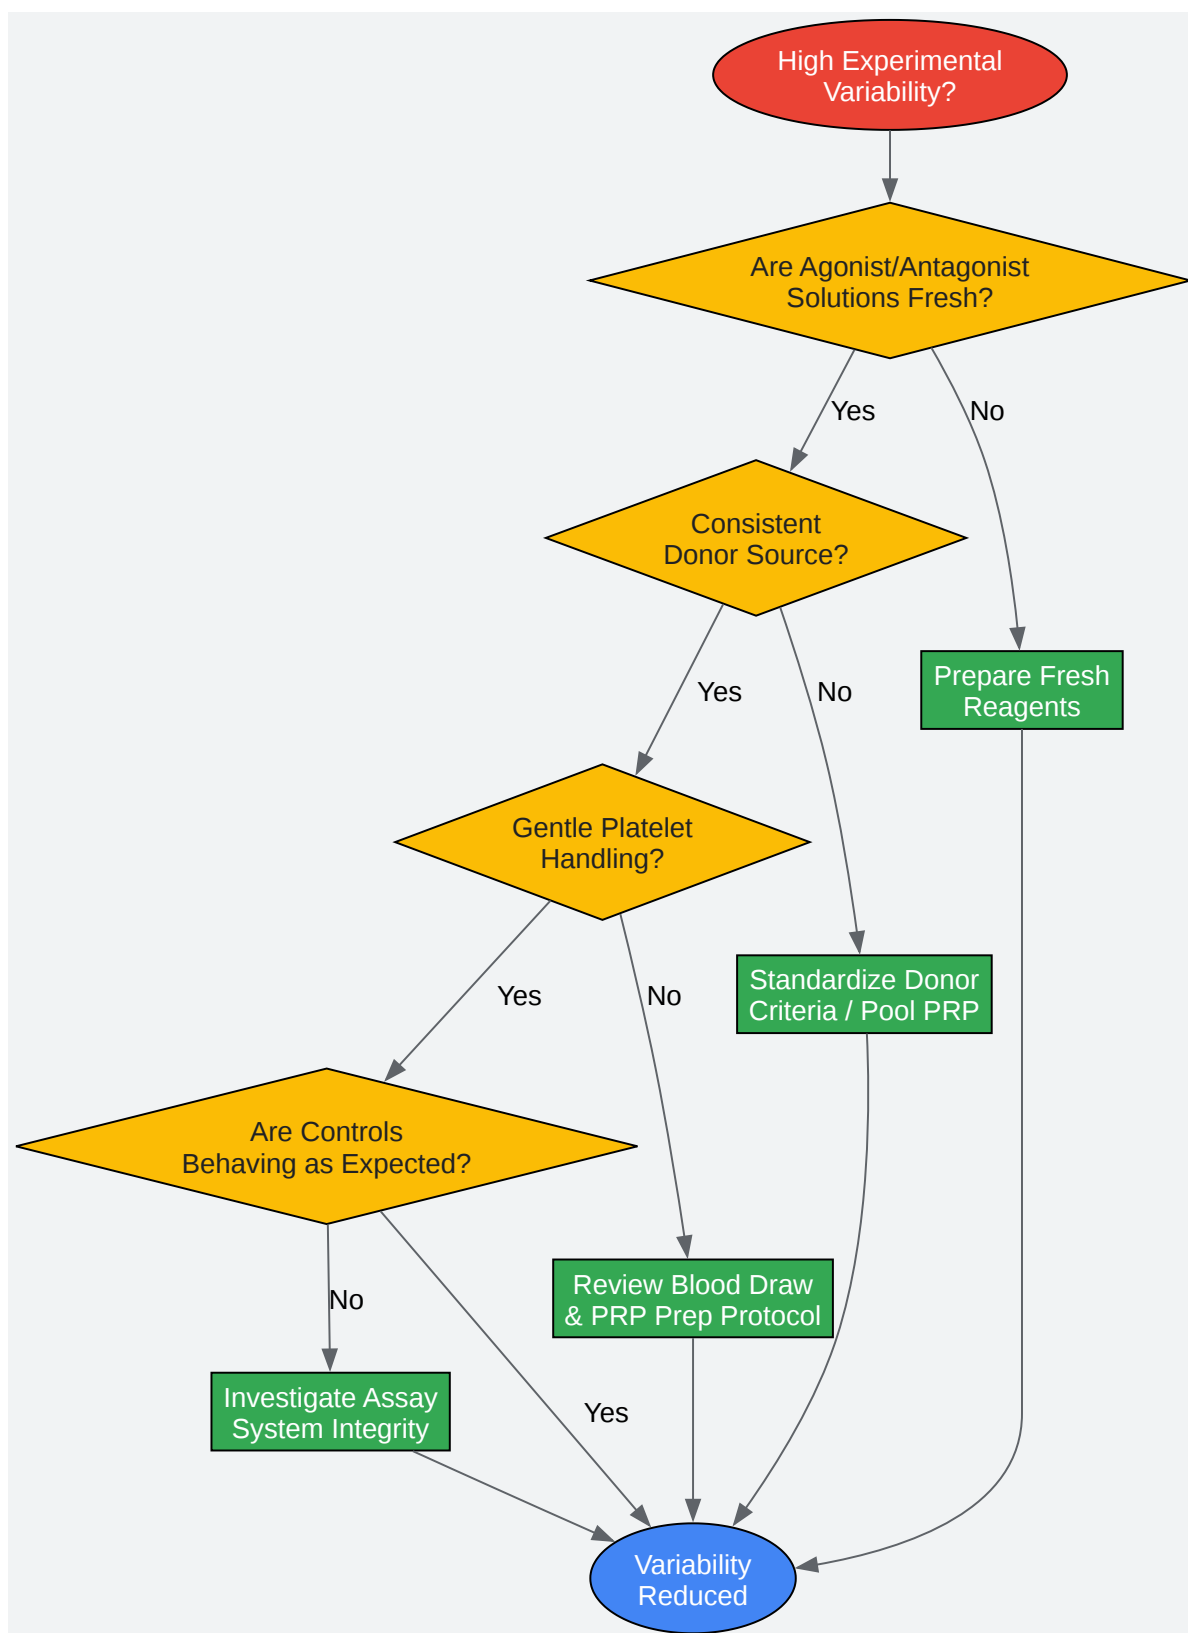 High Experimental
Variability?
Are Agonist/Antagonist
Solutions Fresh?
Yes
No
Consistent
Donor Source?
Prepare Fresh
Reagents
Yes
No
Gentle Platelet
Handling?
Standardize Donor
Criteria / Pool PRP
Yes
No
Are Controls
Behaving as Expected?
Review Blood Draw
& PRP Prep Protocol
No
Investigate Assay
System Integrity
Yes
Variability
Reduced